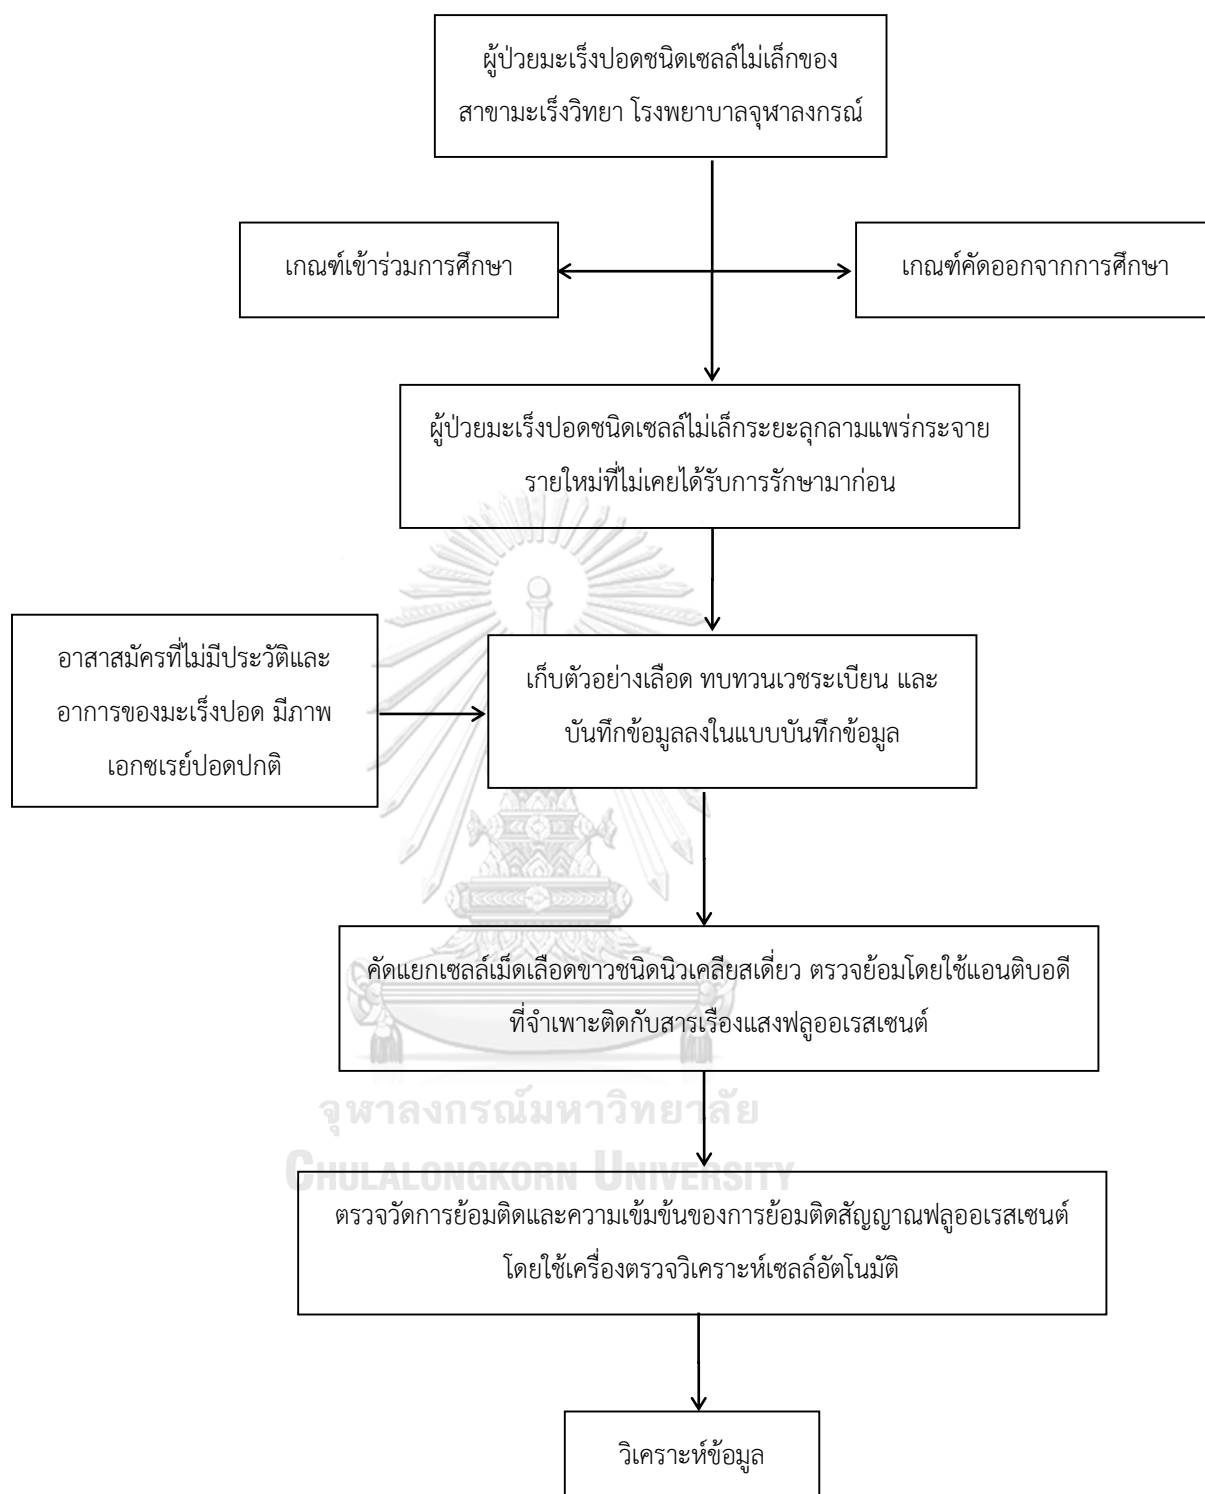 ผู้ป่วยมะเร็งปอดชนิดเซลล์ไม่เล็กของ
สาขามะเร็งวิทยา โรงพยาบาลจุฬาลงกรณ์
เกณฑ์เข้าร่วมการศึกษา
เกณฑ์คัดออกจากการศึกษา
ผู้ป่วยมะเร็งปอดชนิดเซลล์ไม่เล็กระยะลุกลามแพร่กระจาย
รายใหม่ที่ไม่เคยได้รับการรักษามาก่อน
อาสาสมัครที่ไม่มีประวัติและ
อาการของมะเร็งปอด มีภาพ
เอกซเรย์ปอดปกติ
เก็บตัวอย่างเลือด ทบทวนเวชระเบียน และ
บันทึกข้อมูลลงในแบบบันทึกข้อมูล
คัดแยกเซลล์เม็ดเลือดขาวชนิดนิวเคลียสเดี่ยว ตรวจย้อมโดยใช้แอนติบอดี
ที่จำเพาะติดกับสารเรืองแสงฟลูออเรสเซนต์
จุฬาลงกรณ์มหาวิทยาลัย
CHULALONGKORN UNIVERSITY
ตรวจวัดการย้อมติดและความเข้มข้นของการย้อมติดสัญญาณฟลูออเรสเซนต์
โดยใช้เครื่องตรวจวิเคราะห์เซลล์อัตโนมัติ
วิเคราะห์ข้อมูล